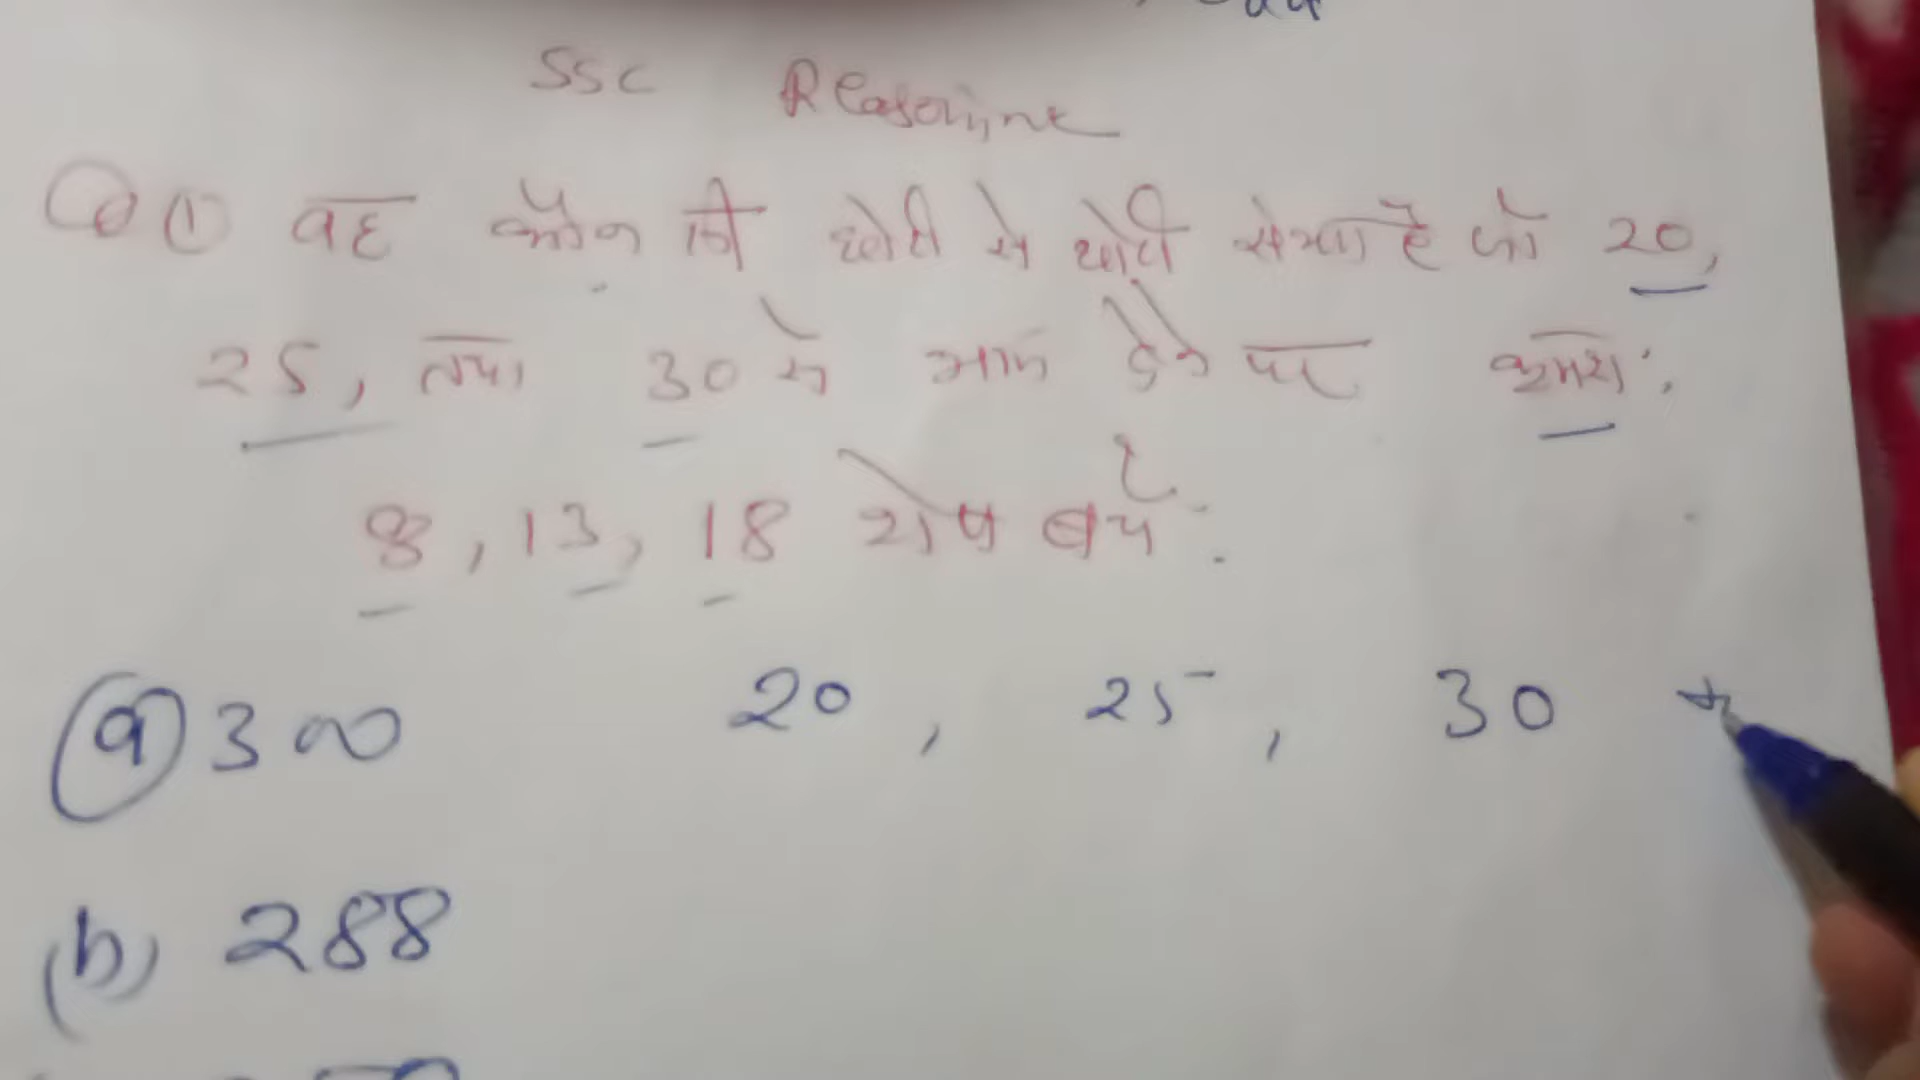 SSC Reasoning
Q ① वह कौन सी छोटी से छोटी संख्या है जो 20,
25, तथा 30 से भाग देने पर क्रमशः
8, 13, 18 शेष बचे
(a) 300 20 , 25 , 30
(b) 288